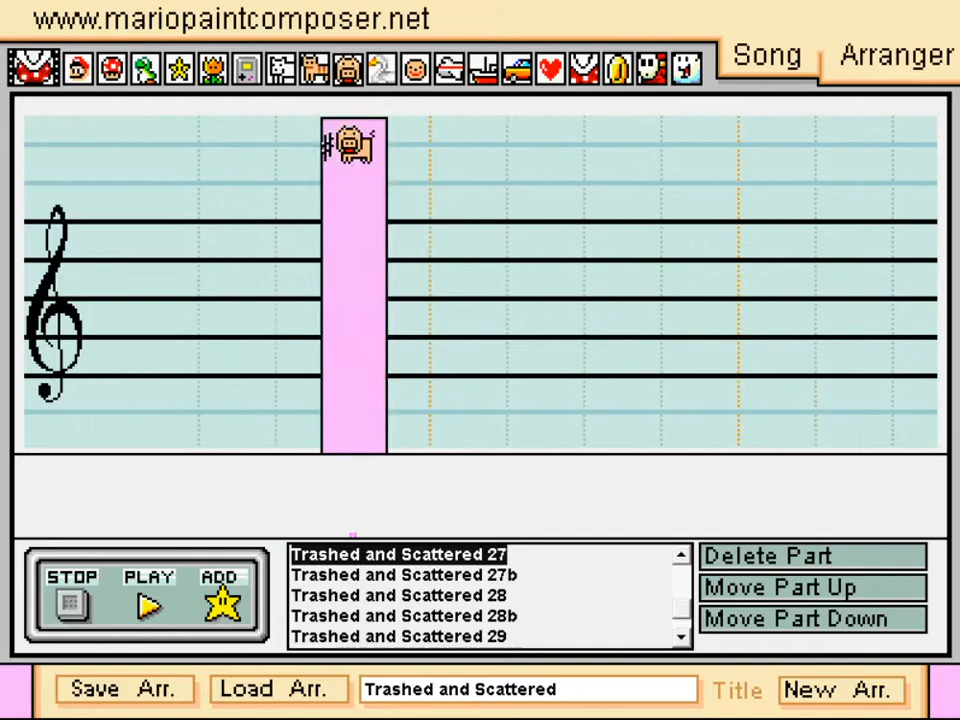 www.mariopaintcomposer.net
Song
Arranger
STOP PLAY ADD
Trashed and Scattered 27
Trashed and Scattered 27b
Trashed and Scattered 28
Trashed and Scattered 28b
Trashed and Scattered 29
Delete Part
Move Part Up
Move Part Down
Save Arr.
Load Arr.
Trashed and Scattered
Title
New Arr.